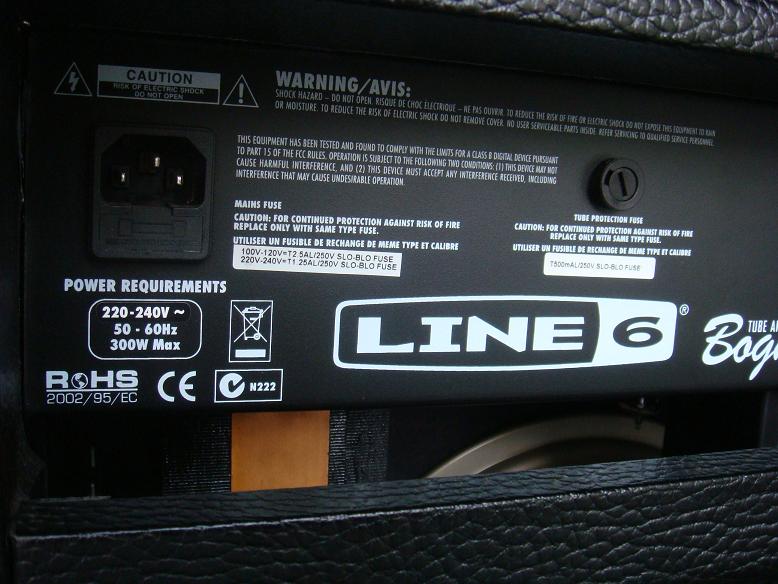 CAUTION
RISK OF ELECTRIC SHOCK
DO NOT OPEN
WARNING/AVIS:
SHOCK HAZARD – DO NOT OPEN. RISQUE DE CHOC ÉLECTRIQUE – NE PAS OUVRIR. TO REDUCE THE RISK OF FIRE OR ELECTRIC SHOCK DO NOT EXPOSE THIS EQUIPMENT TO RAIN
OR MOISTURE. TO REDUCE THE RISK OF ELECTRIC SHOCK DO NOT REMOVE COVER. NO USER SERVICEABLE PARTS INSIDE. REFER SERVICING TO QUALIFIED SERVICE PERSONNEL.
THIS EQUIPMENT HAS BEEN TESTED AND FOUND TO COMPLY WITH THE LIMITS FOR A CLASS B DIGITAL DEVICE PURSUANT
TO PART 15 OF THE FCC RULES. OPERATION IS SUBJECT TO THE FOLLOWING TWO CONDITIONS: (1) THIS DEVICE MAY NOT
CAUSE HARMFUL INTERFERENCE, AND (2) THIS DEVICE MUST ACCEPT ANY INTERFERENCE RECEIVED, INCLUDING
INTERFERENCE THAT MAY CAUSE UNDESIRABLE OPERATION.
MAINS FUSE
CAUTION: FOR CONTINUED PROTECTION AGAINST RISK OF FIRE
REPLACE ONLY WITH SAME TYPE FUSE.
UTILISER UN FUSIBLE DE RECHANGE DE MEME TYPE ET CALIBRE
100V-120V=T2.5AL/250V SLO-BLO FUSE
220V-240V=T1.25AL/250V SLO-BLO FUSE
TUBE PROTECTION FUSE
CAUTION: FOR CONTINUED PROTECTION AGAINST RISK OF FIRE
REPLACE ONLY WITH SAME TYPE FUSE.
UTILISER UN FUSIBLE DE RECHANGE DE MEME TYPE ET CALIBRE
T500mAL/250V SLO-BLO FUSE
POWER REQUIREMENTS
220-240V ~
50 - 60Hz
300W Max
LINE 6®
TUBE A
Bog
RoHS
2002/95/EC
CE
N222